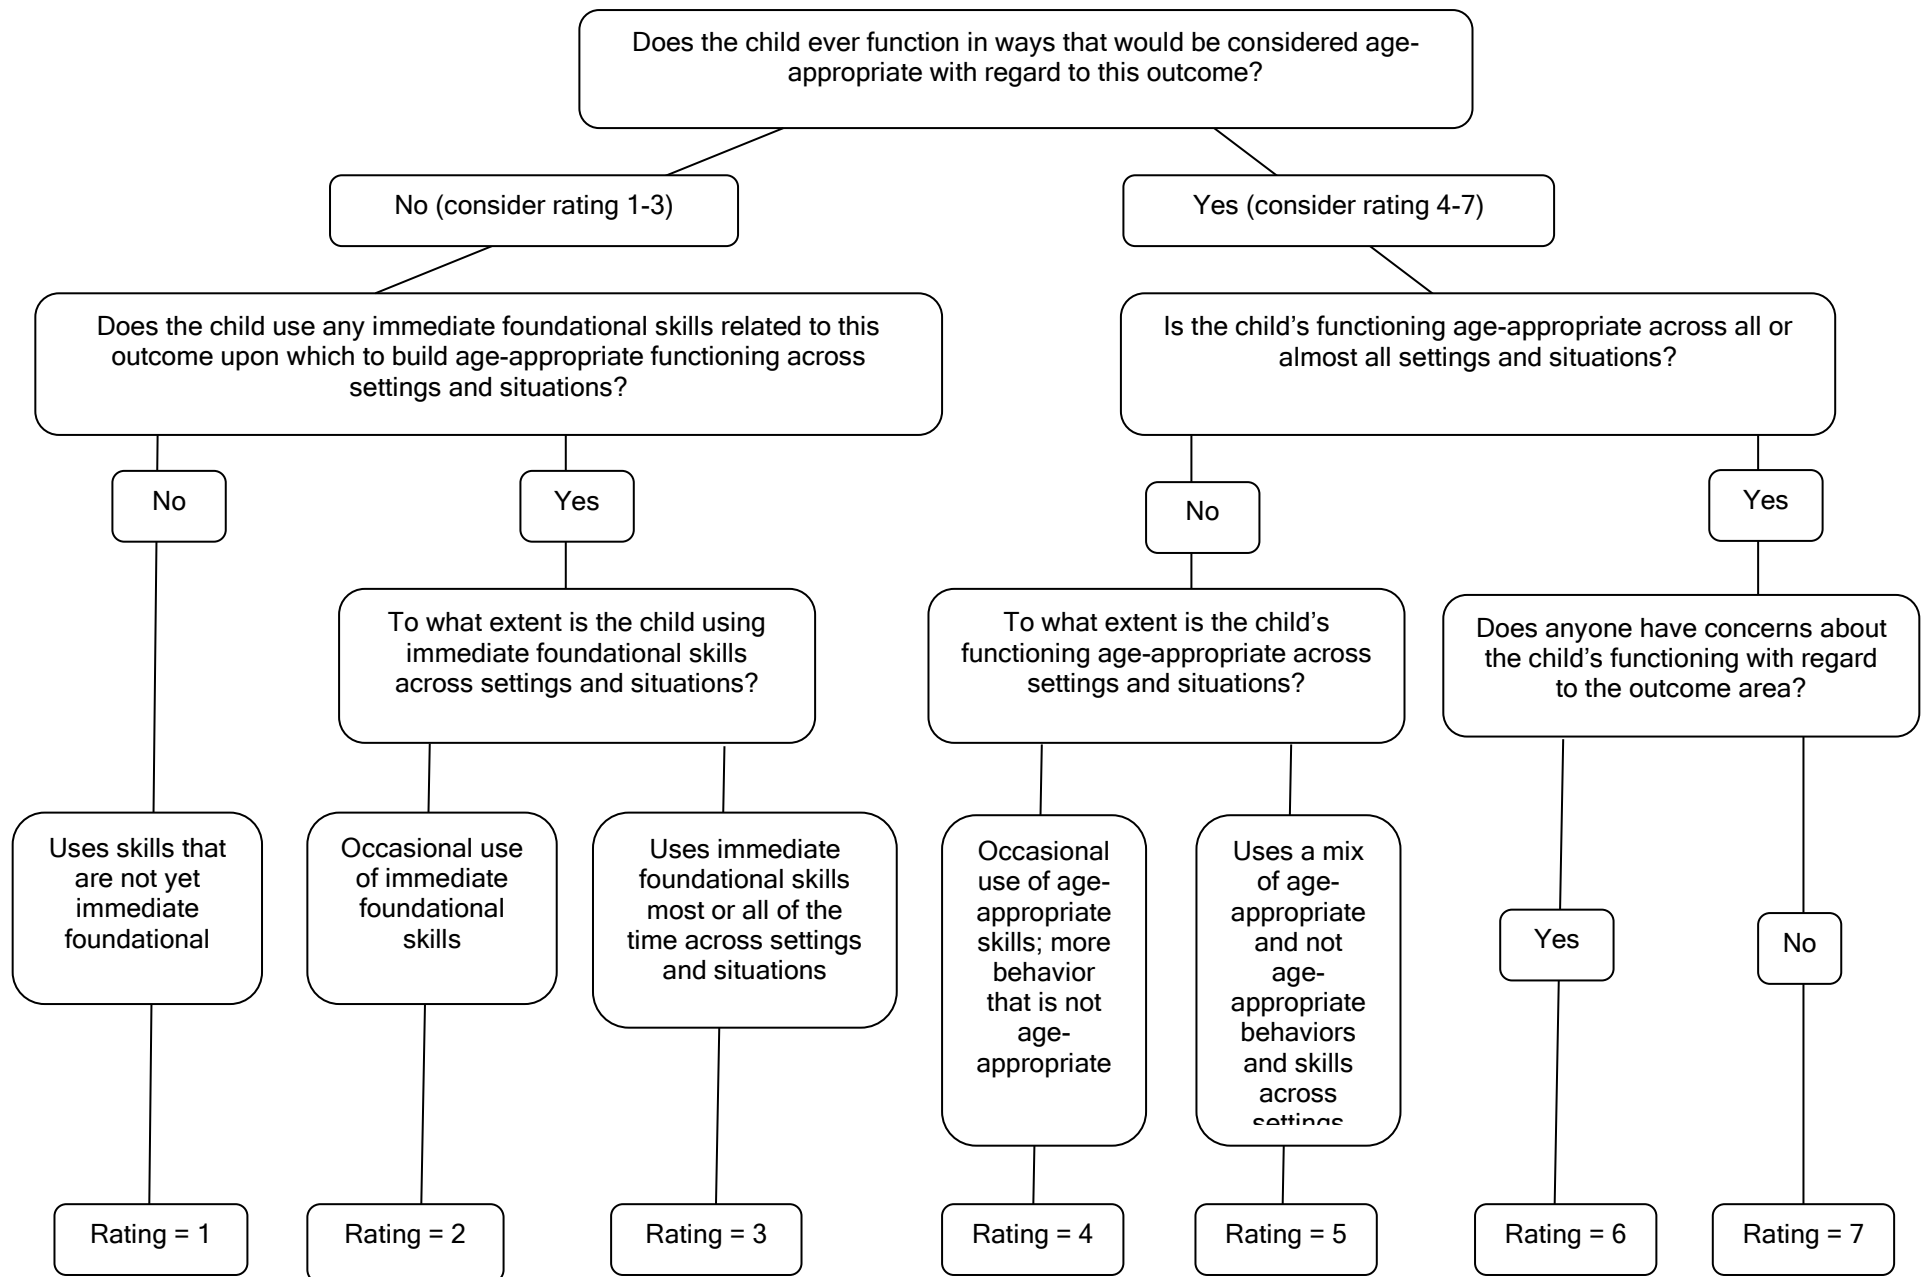 Does the child ever function in ways that would be considered age-
appropriate with regard to this outcome?
No (consider rating 1-3)
Yes (consider rating 4-7)
Does the child use any immediate foundational skills related to this
outcome upon which to build age-appropriate functioning across
settings and situations?
Is the child’s functioning age-appropriate across all or
almost all settings and situations?
No
Yes
No
Yes
To what extent is the child using
immediate foundational skills
across settings and situations?
To what extent is the child’s
functioning age-appropriate across
settings and situations?
Does anyone have concerns about
the child’s functioning with regard
to the outcome area?
Uses skills that
are not yet
immediate
foundational
Occasional use
of immediate
foundational
skills
Uses immediate
foundational skills
most or all of the
time across settings
and situations
Occasional
use of age-
appropriate
skills; more
behavior
that is not
age-
appropriate
Uses a mix
of age-
appropriate
and not
age-
appropriate
behaviors
and skills
across
settings
Yes
No
Rating = 1
Rating = 2
Rating = 3
Rating = 4
Rating = 5
Rating = 6
Rating = 7